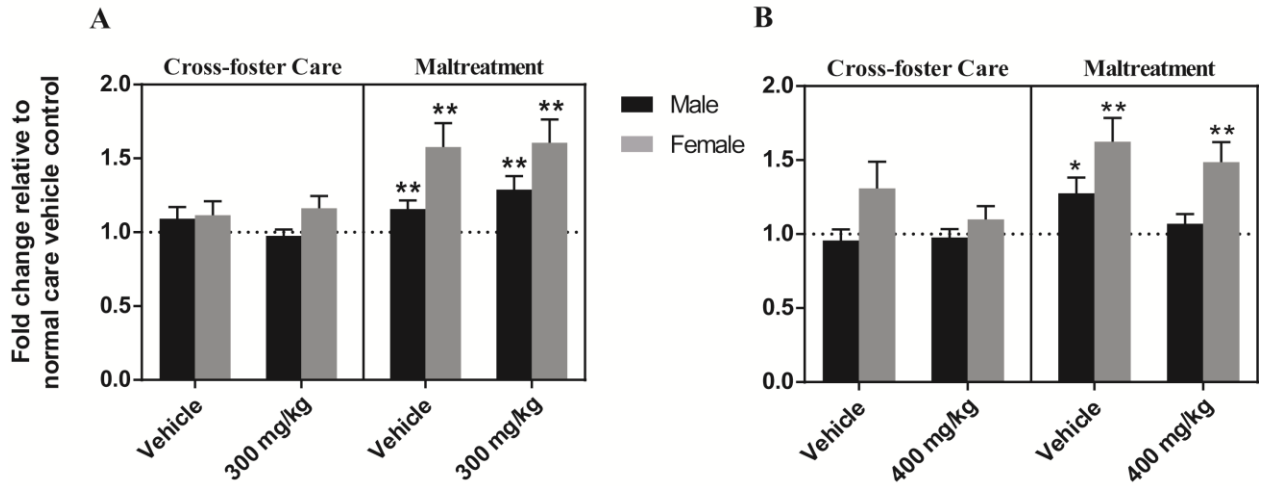 A
B
Cross-foster Care
Maltreatment
Fold change relative to
normal care vehicle control
2.0
1.5
1.0
0.5
0.0
**
**
**
**
Vehicle
300 mg/kg
Vehicle
300 mg/kg
Male
Female
Cross-foster Care
Maltreatment
2.0
1.5
1.0
0.5
0.0
*
**
**
Vehicle
400 mg/kg
Vehicle
400 mg/kg